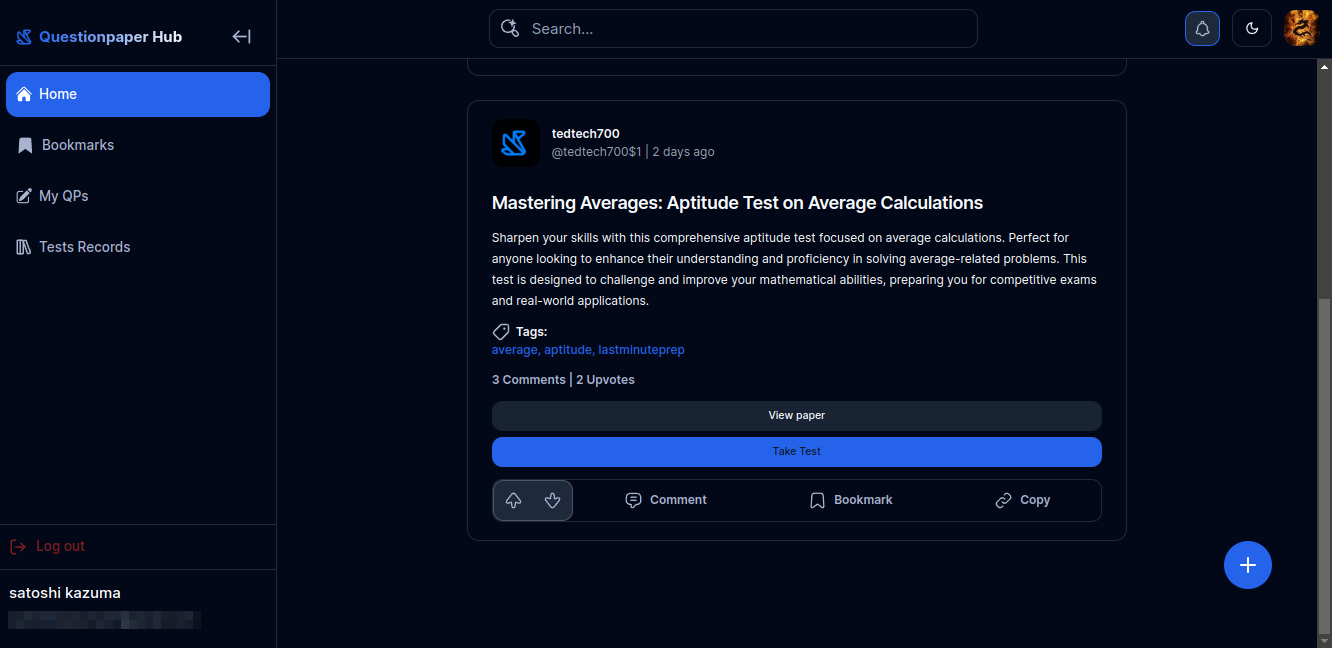 Questionpaper Hub
Search...
Home
Bookmarks
My QPs
Tests Records
tedtech700
@tedtech700$1 | 2 days ago
Mastering Averages: Aptitude Test on Average Calculations
Sharpen your skills with this comprehensive aptitude test focused on average calculations. Perfect for
anyone looking to enhance their understanding and proficiency in solving average-related problems. This
test is designed to challenge and improve your mathematical abilities, preparing you for competitive exams
and real-world applications.
Tags:
average, aptitude, lastminuteprep
3 Comments | 2 Upvotes
View paper
Take Test
Comment
Bookmark
Copy
Log out
satoshi kazuma